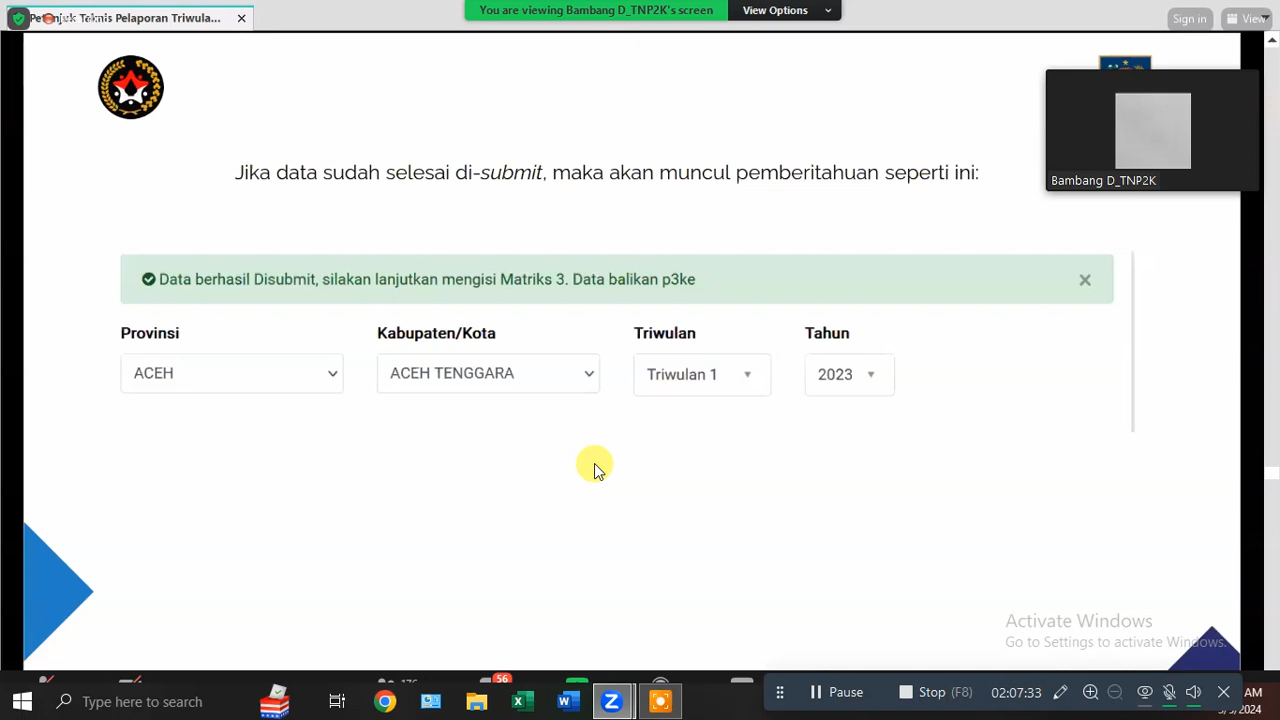 Petunjuk Teknis Pelaporan Triwula...
You are viewing Bambang D_TNP2K's screen
View Options
Sign in
View
Bambang D_TNP2K
Jika data sudah selesai di-submit, maka akan muncul pemberitahuan seperti ini:
Data berhasil Disubmit, silakan lanjutkan mengisi Matriks 3. Data balikan p3ke
Provinsi
Kabupaten/Kota
Triwulan
Tahun
ACEH
ACEH TENGGARA
Triwulan 1
2023
Activate Windows
Go to Settings to activate Windows.
56
Type here to search
Pause
Stop (F8)
02:07:33
AM